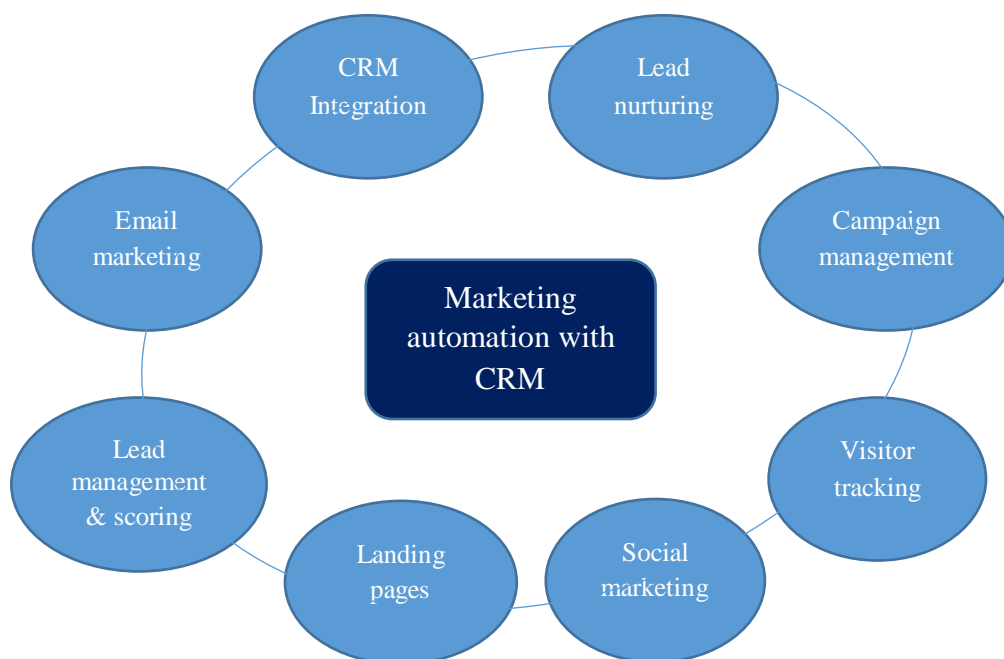 CRM
Integration
Lead
nurturing
Email
marketing
Campaign
management
Marketing
automation with
CRM
Lead
management
& scoring
Visitor
tracking
Landing
pages
Social
marketing